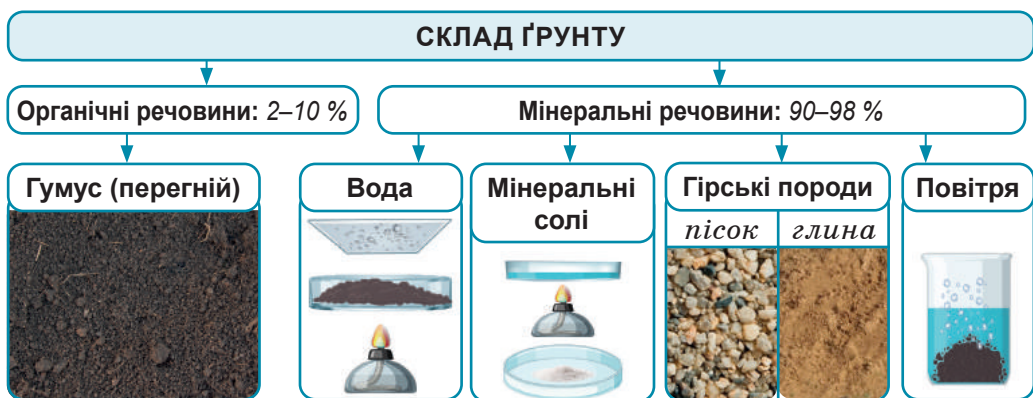 СКЛАД ҐРУНТУ
Органічні речовини: 2–10 %
Мінеральні речовини: 90–98 %
Гумус (перегній)
Вода
Мінеральні
солі
Гірські породи
пісок
глина
Повітря